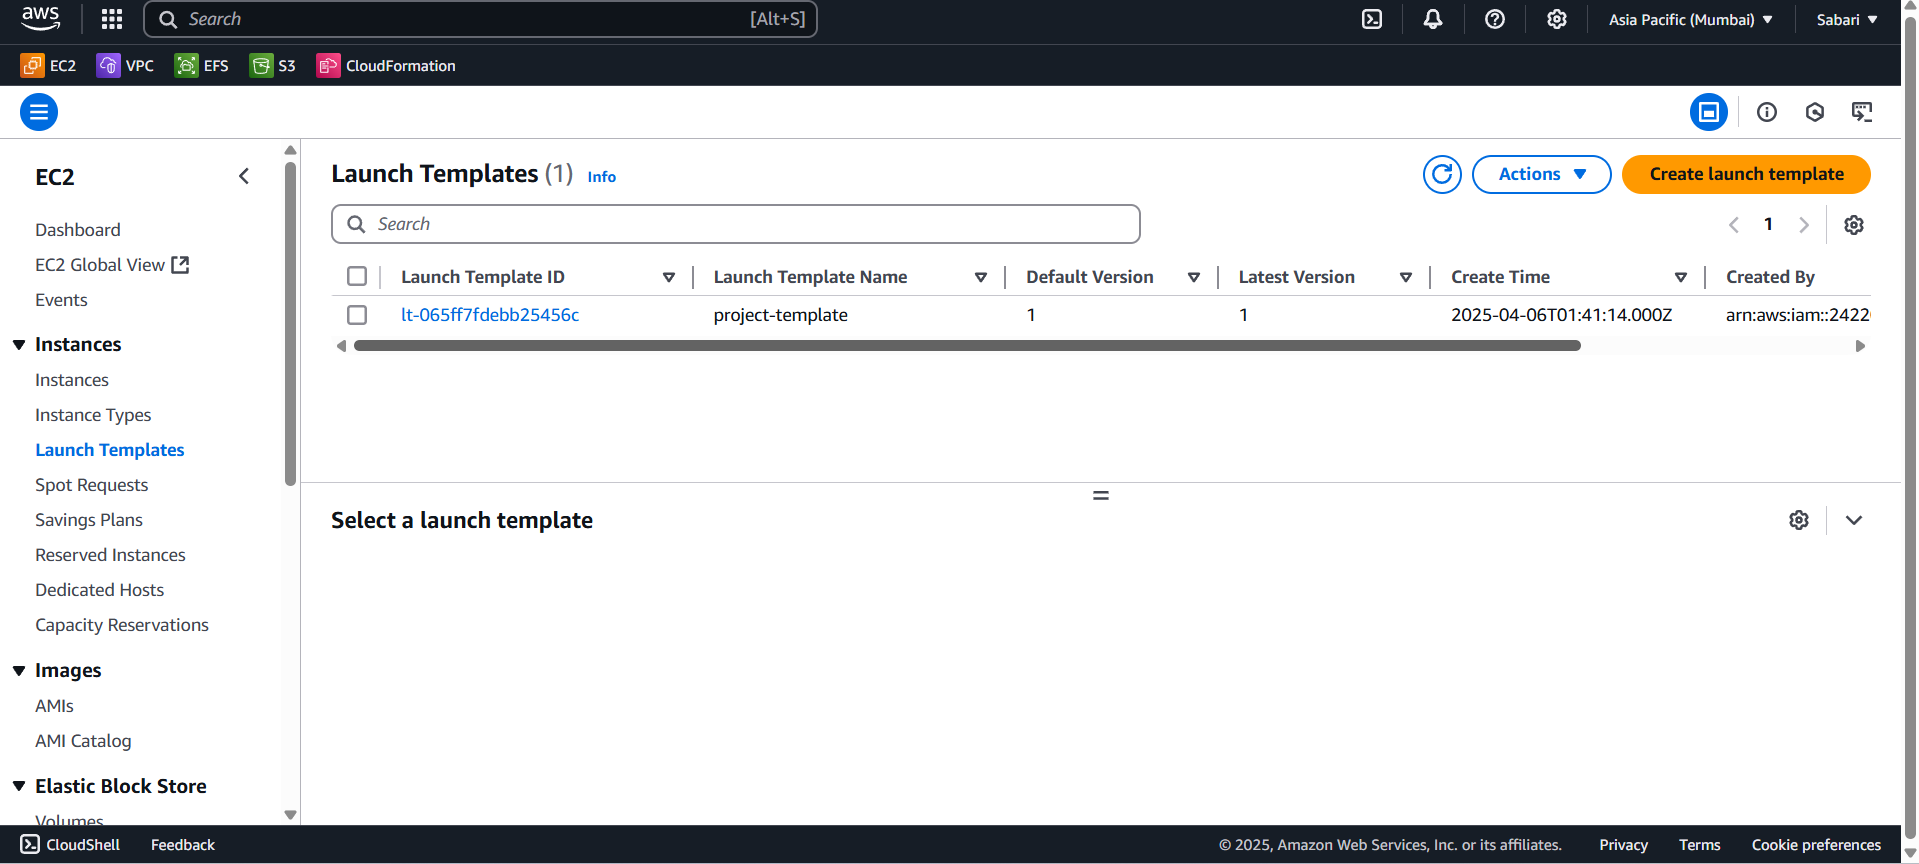 aws
Search [Alt+S]
Asia Pacific (Mumbai)
Sabari
EC2 VPC EFS S3 CloudFormation
EC2
Dashboard
EC2 Global View
Events
Instances
Instances
Instance Types
Launch Templates
Spot Requests
Savings Plans
Reserved Instances
Dedicated Hosts
Capacity Reservations
Images
AMIs
AMI Catalog
Elastic Block Store
Volumes
Launch Templates (1) Info
Actions
Create launch template
Search
1
Launch Template ID Launch Template Name Default Version Latest Version Create Time Created By
lt-065ff7fdebb25456c project-template 1 1 2025-04-06T01:41:14.000Z arn:aws:iam::2422
Select a launch template
CloudShell Feedback © 2025, Amazon Web Services, Inc. or its affiliates. Privacy Terms Cookie preferences